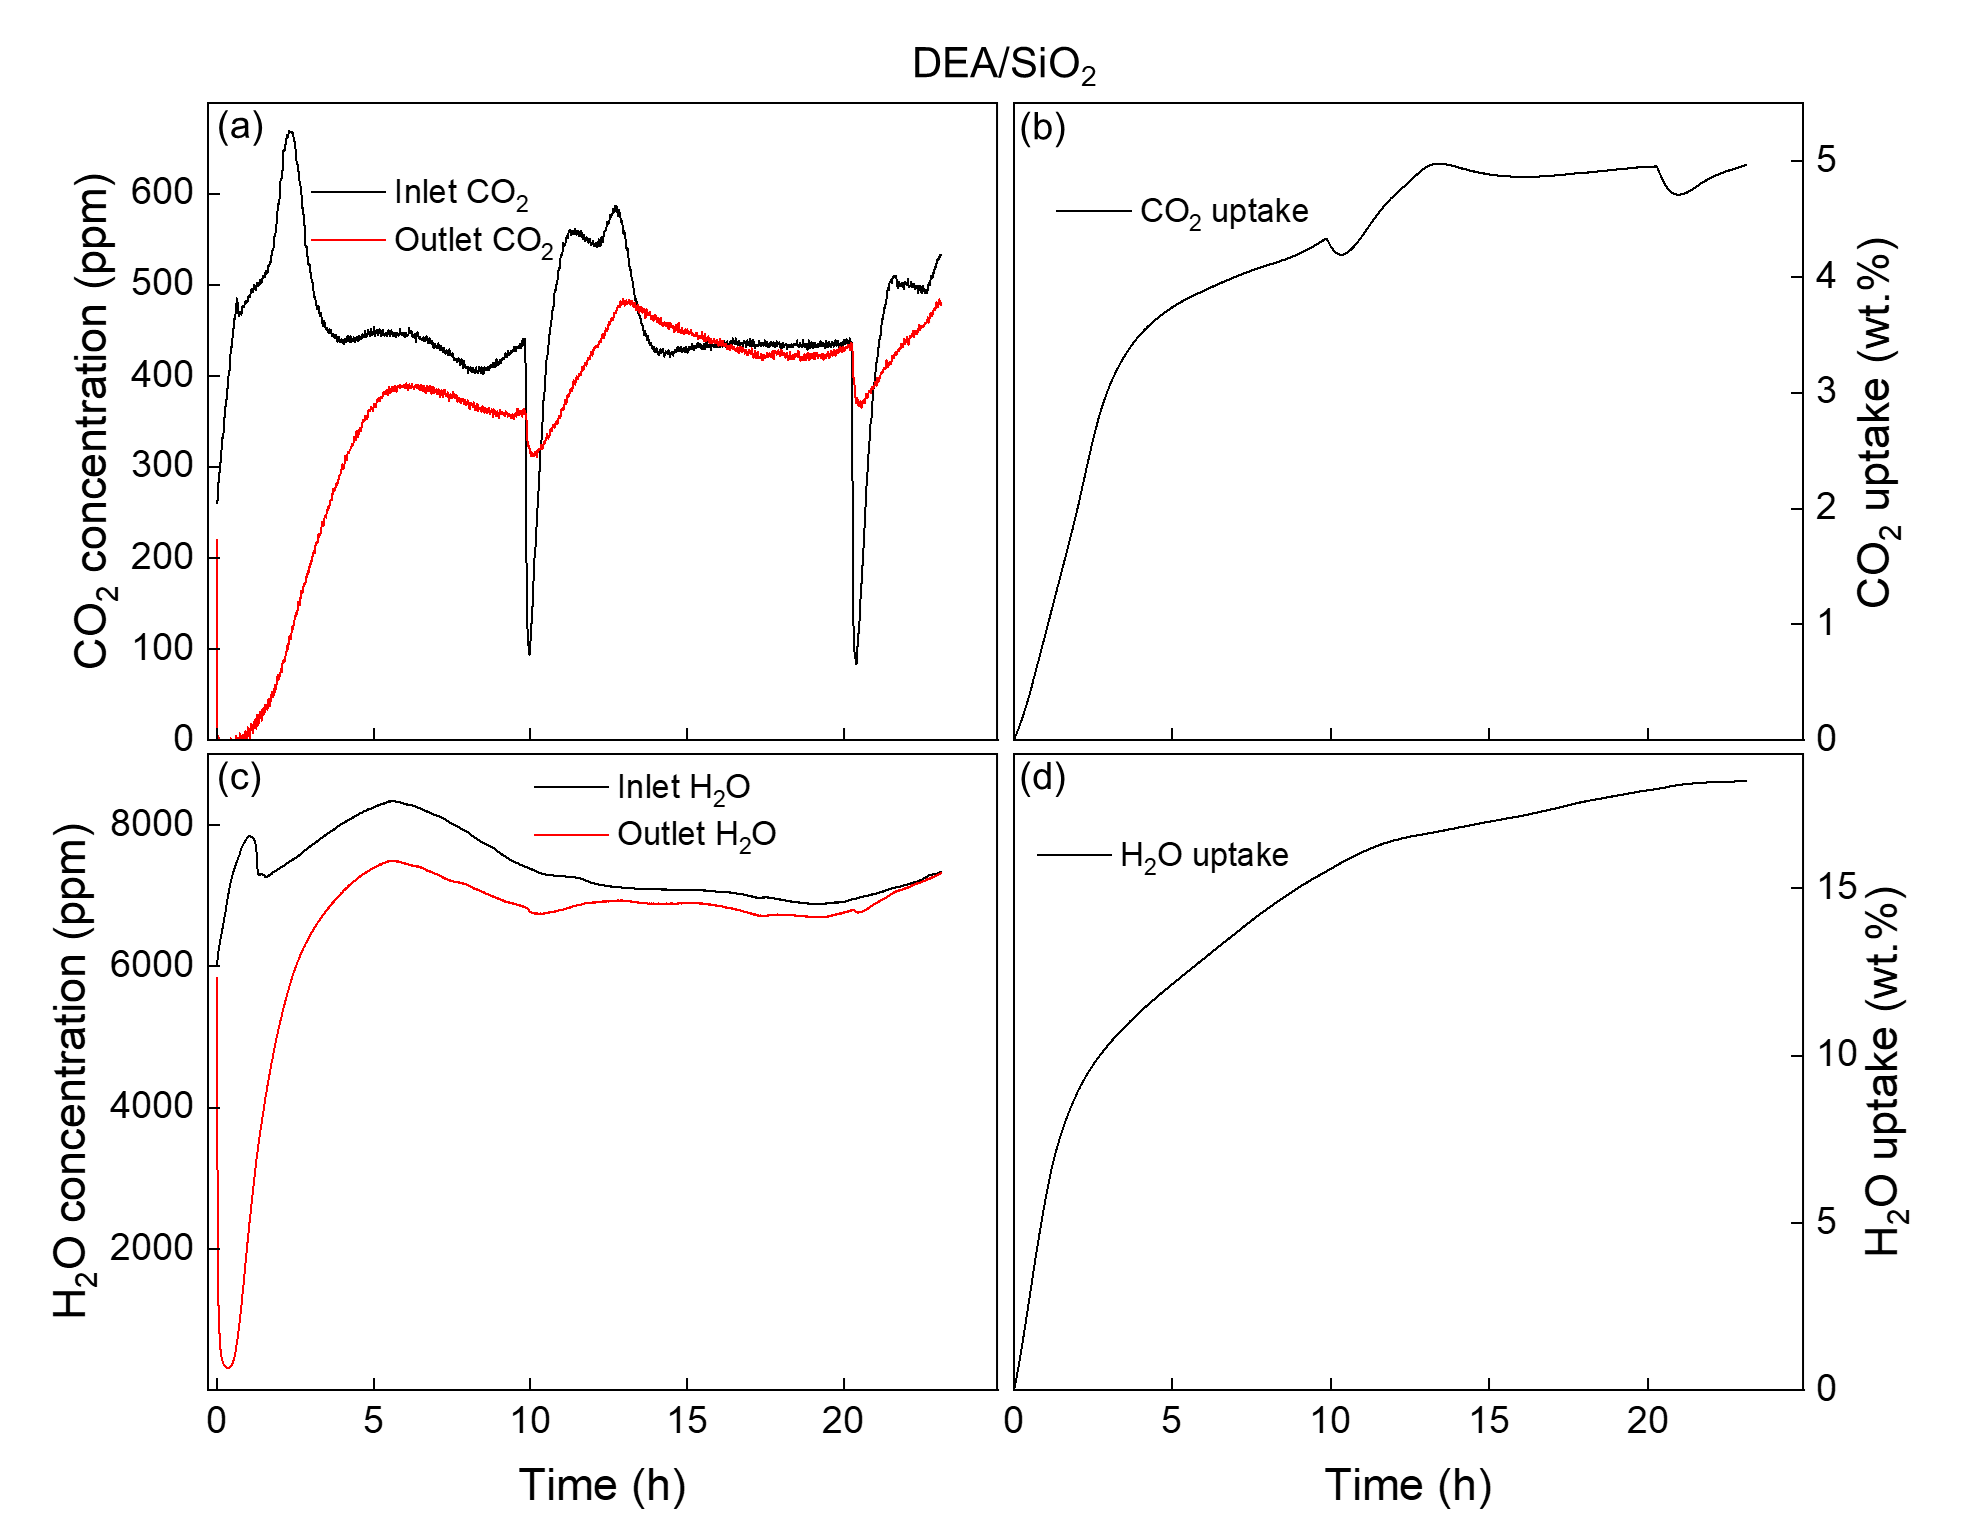 DEA/SiO₂
(a)
Inlet CO₂
Outlet CO₂
CO₂ concentration (ppm)
600
500
400
300
200
100
0
(b)
CO₂ uptake
CO₂ uptake (wt.%)
5
4
3
2
1
0
(c)
Inlet H₂O
Outlet H₂O
H₂O concentration (ppm)
8000
6000
4000
2000
0 5 10 15 20
Time (h)
(d)
H₂O uptake
H₂O uptake (wt.%)
15
10
5
0
0 5 10 15 20
Time (h)